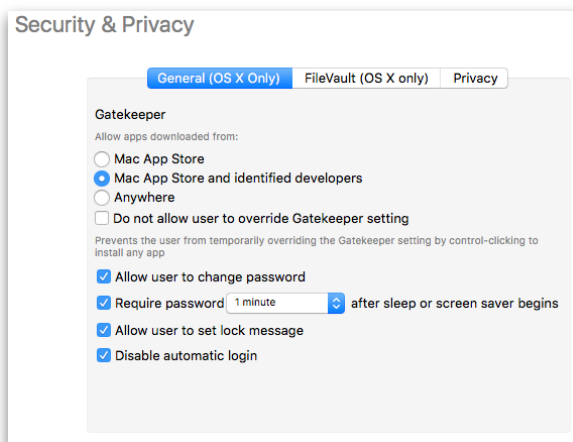 Security & Privacy
General (OS X Only) FileVault (OS X only) Privacy
Gatekeeper
Allow apps downloaded from:
Mac App Store
Mac App Store and identified developers
Anywhere
Do not allow user to override Gatekeeper setting
Prevents the user from temporarily overriding the Gatekeeper setting by control-clicking to
install any app
Allow user to change password
Require password 1 minute after sleep or screen saver begins
Allow user to set lock message
Disable automatic login